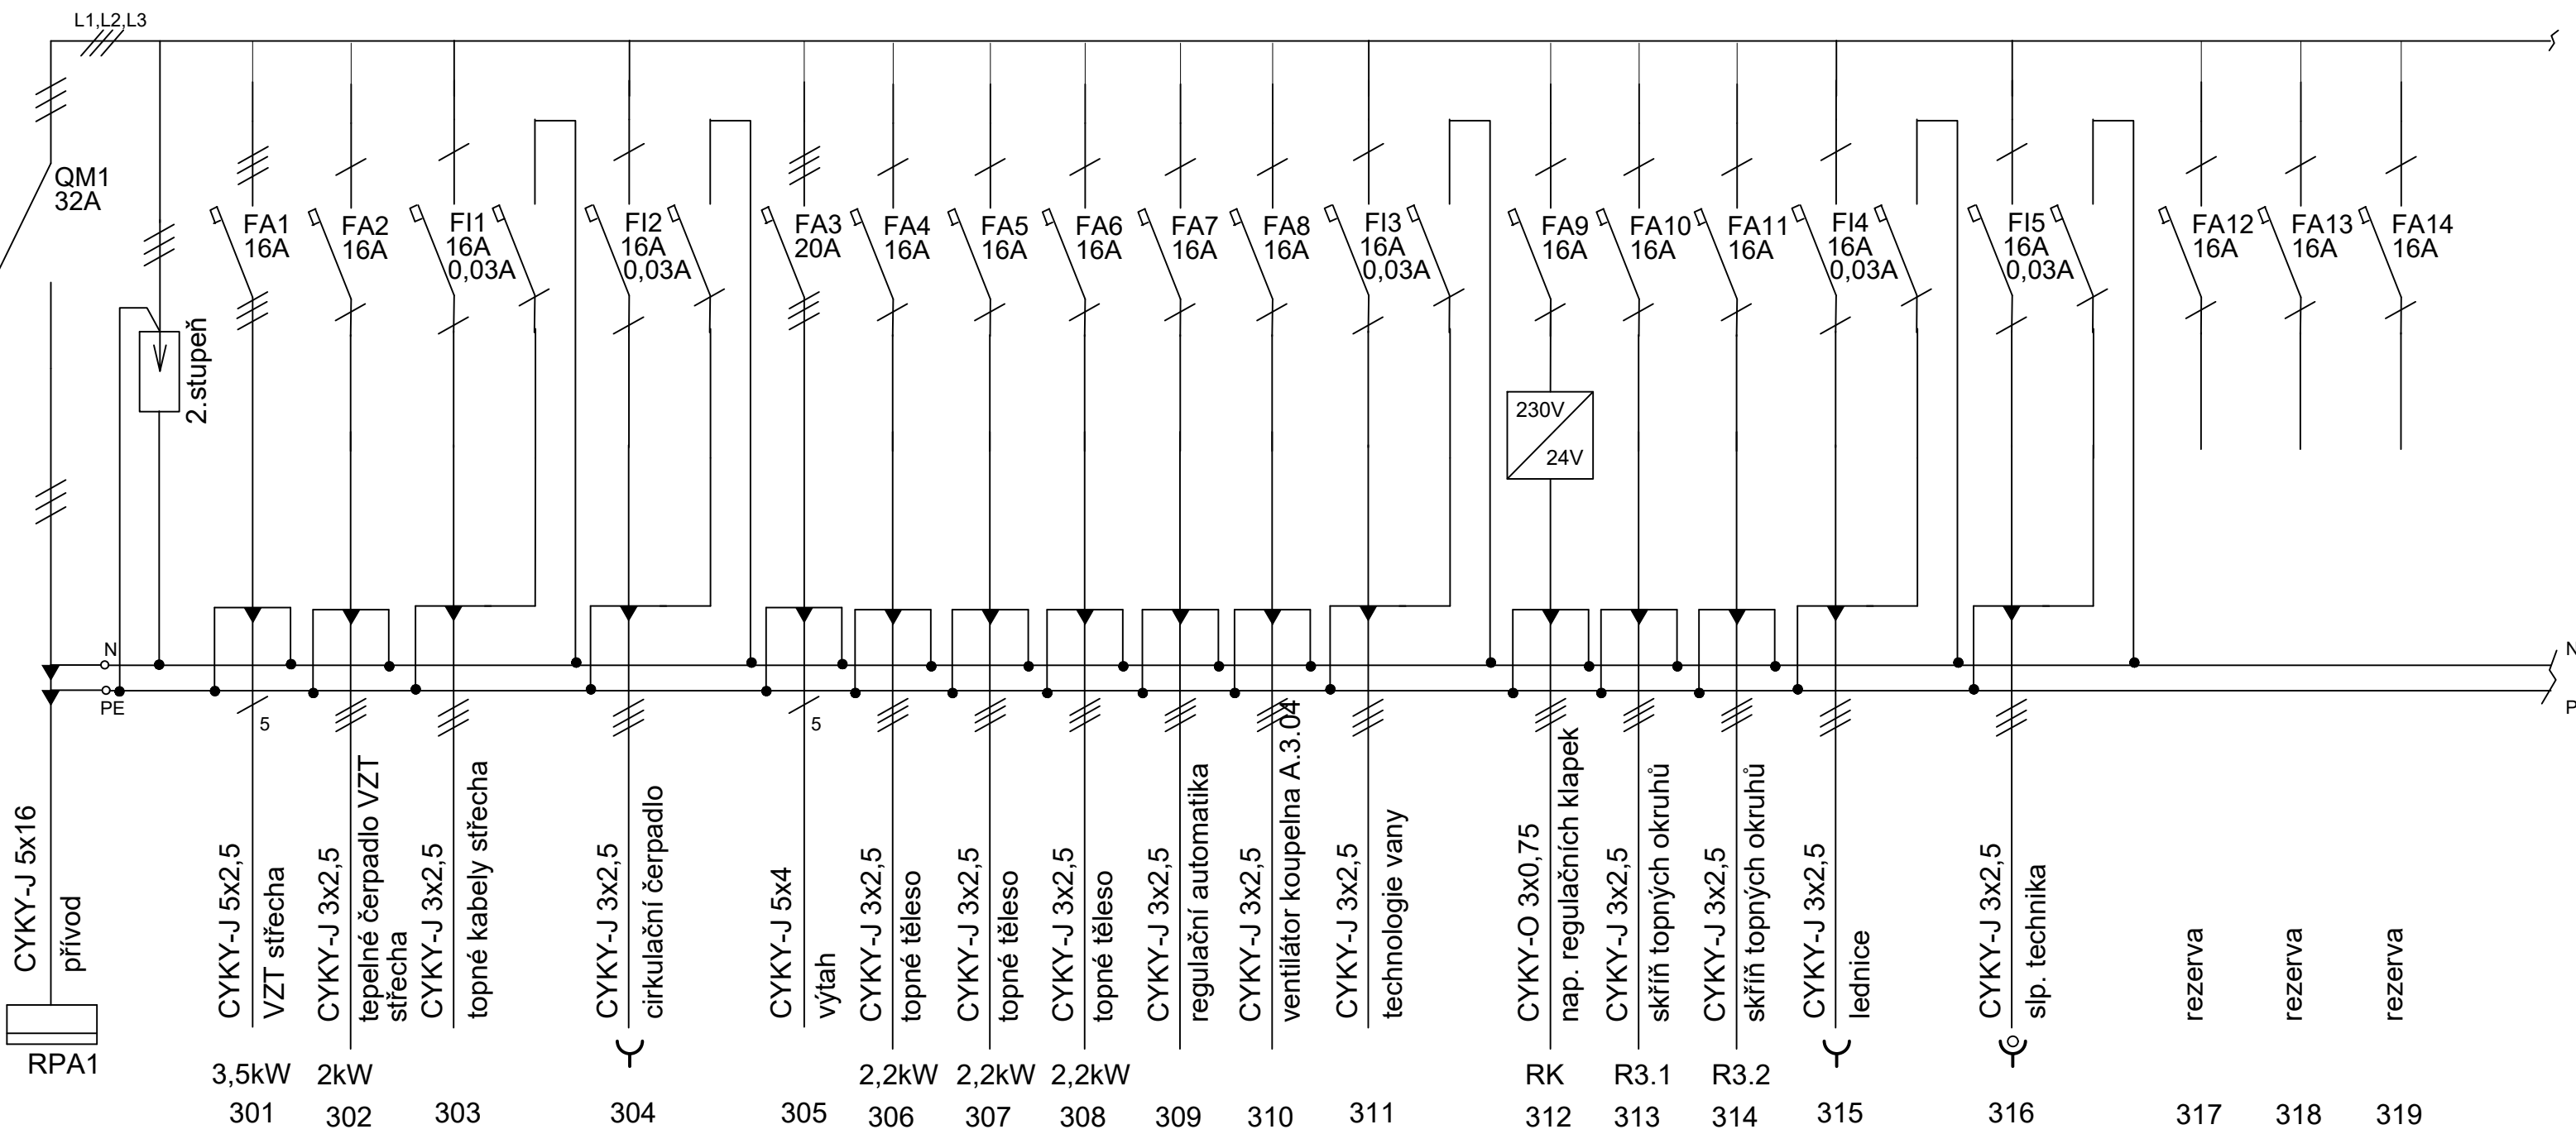 L1,L2,L3
QM1
32A
2.stupeň
FA1
16A
FA2
16A
FI1
16A
0,03A
FI2
16A
0,03A
FA3
20A
FA4
16A
FA5
16A
FA6
16A
FA7
16A
FA8
16A
FI3
16A
0,03A
FA9
16A
FA10
16A
FA11
16A
FI4
16A
0,03A
FI5
16A
0,03A
FA12
16A
FA13
16A
FA14
16A
230V
24V
N
PE
N
P
5
5
CYKY-J 5x16
přívod
CYKY-J 5x2,5
VZT střecha
CYKY-J 3x2,5
tepelné čerpadlo VZT
střecha
CYKY-J 3x2,5
topné kabely střecha
CYKY-J 3x2,5
cirkulační čerpadlo
CYKY-J 5x4
výtah
CYKY-J 3x2,5
topné těleso
CYKY-J 3x2,5
topné těleso
CYKY-J 3x2,5
topné těleso
CYKY-J 3x2,5
regulační automatika
CYKY-J 3x2,5
ventilátor koupelna A.3.04
CYKY-J 3x2,5
technologie vany
CYKY-O 3x0,75
nap. regulačních klapek
CYKY-J 3x2,5
skříň topných okruhů
CYKY-J 3x2,5
skříň topných okruhů
CYKY-J 3x2,5
lednice
CYKY-J 3x2,5
slp. technika
rezerva
rezerva
rezerva
RPA1
3,5kW
2kW
2,2kW
2,2kW
2,2kW
RK
R3.1
R3.2
301
302
303
304
305
306
307
308
309
310
311
312
313
314
315
316
317
318
319